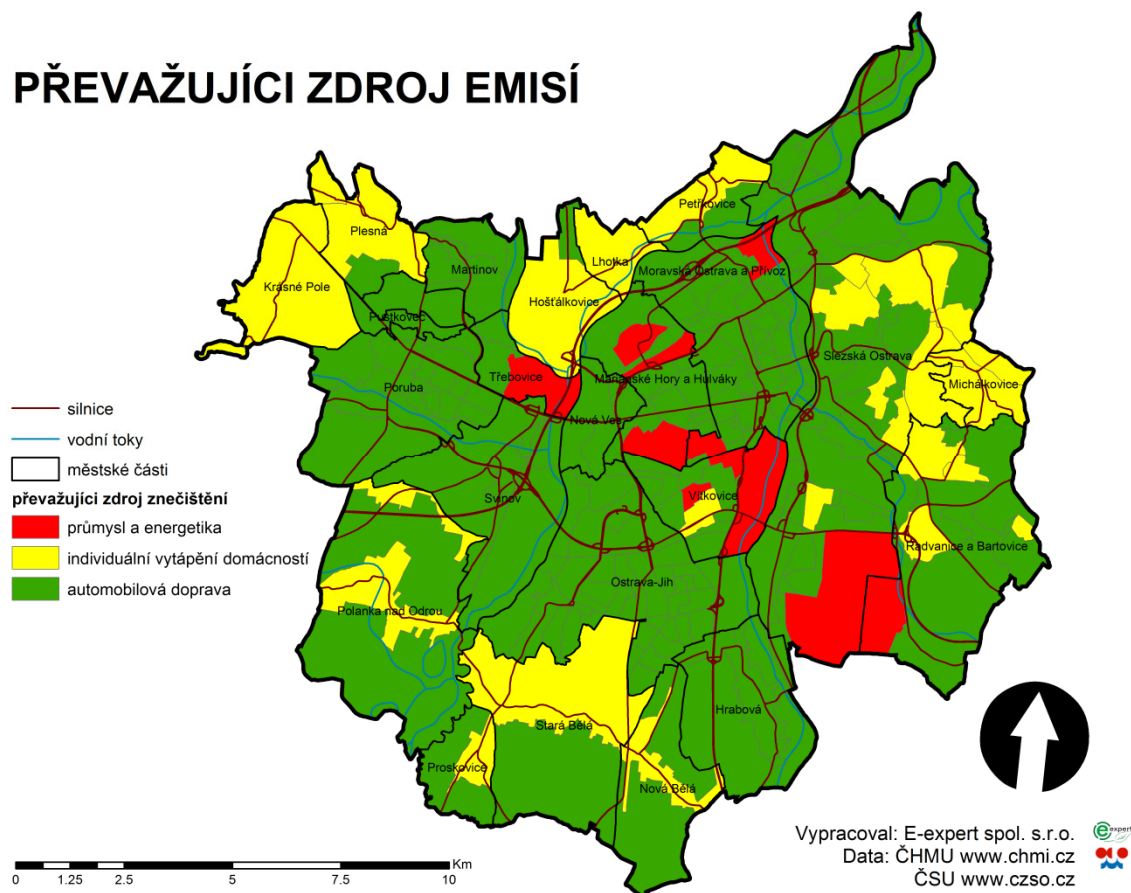 PŘEVAŽUJÍCI ZDROJ EMISÍ
Petřkovice
Plesná
Lhotka
Martinov
Moravská Ostrava a Přívoz
Krásné Pole
Hošťálkovice
Pustkovec
Slezská Ostrava
Třebovice
Mariánské Hory a Hulváky
Michálkovice
Poruba
Nová Ves
silnice
vodní toky
městské části
převažujíci zdroj znečištění
průmysl a energetika
individuální vytápění domácností
automobilová doprava
Svinov
Vítkovice
Radvanice a Bartovice
Ostrava-Jih
Polanka nad Odrou
Hrabová
Stará Bělá
Proskovice
Nová Bělá
Vypracoval: E-expert spol. s.r.o.
e expert
Data: ČHMU www.chmi.cz
ČSU www.czso.cz
Km
0 1.25 2.5 5 7.5 10